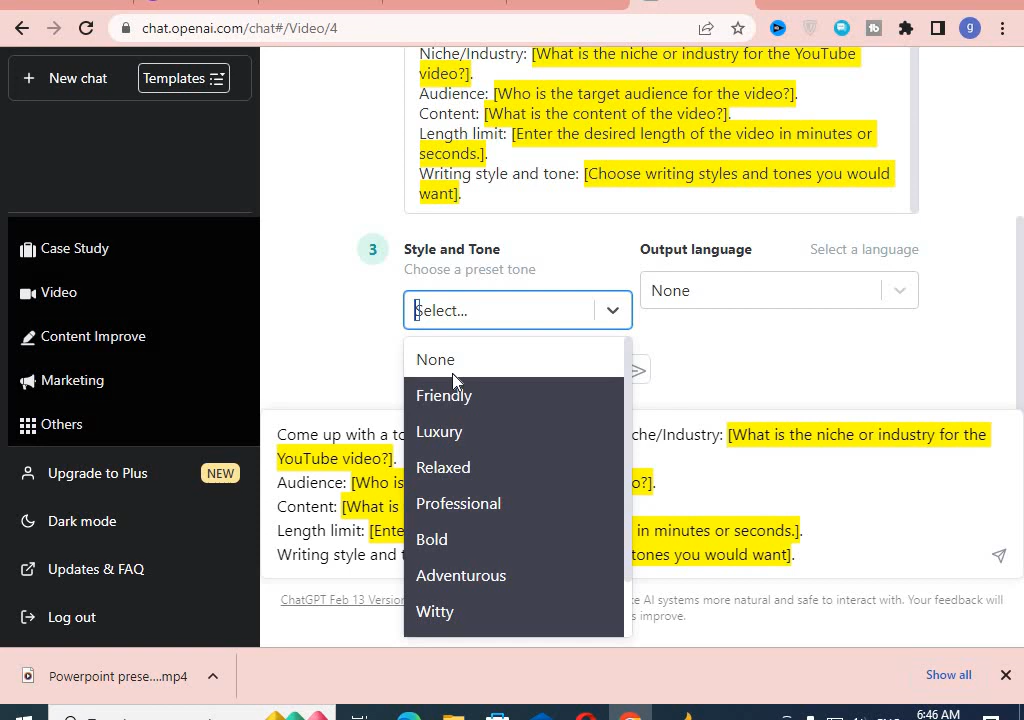 chat.openai.com/chat#/Video/4
g
+ New chat
Templates
Case Study
Video
Content Improve
Marketing
Others
Upgrade to Plus NEW
Dark mode
Updates & FAQ
Log out
Niche/Industry: [What is the niche or industry for the YouTube
video?].
Audience: [Who is the target audience for the video?].
Content: [What is the content of the video?].
Length limit: [Enter the desired length of the video in minutes or
seconds.].
Writing style and tone: [Choose writing styles and tones you would
want].
3 Style and Tone
Choose a preset tone
Select...
Output language Select a language
None
None
Friendly
Luxury
Relaxed
Professional
Bold
Adventurous
Witty
Come up with a to che/Industry: [What is the niche or industry for the
YouTube video?].
Audience: [Who is o?].
Content: [What is
Length limit: [Ente in minutes or seconds.].
Writing style and t tones you would want].
ChatGPT Feb 13 Version ce AI systems more natural and safe to interact with. Your feedback will
s improve.
Powerpoint prese....mp4
Show all
6:46 AM